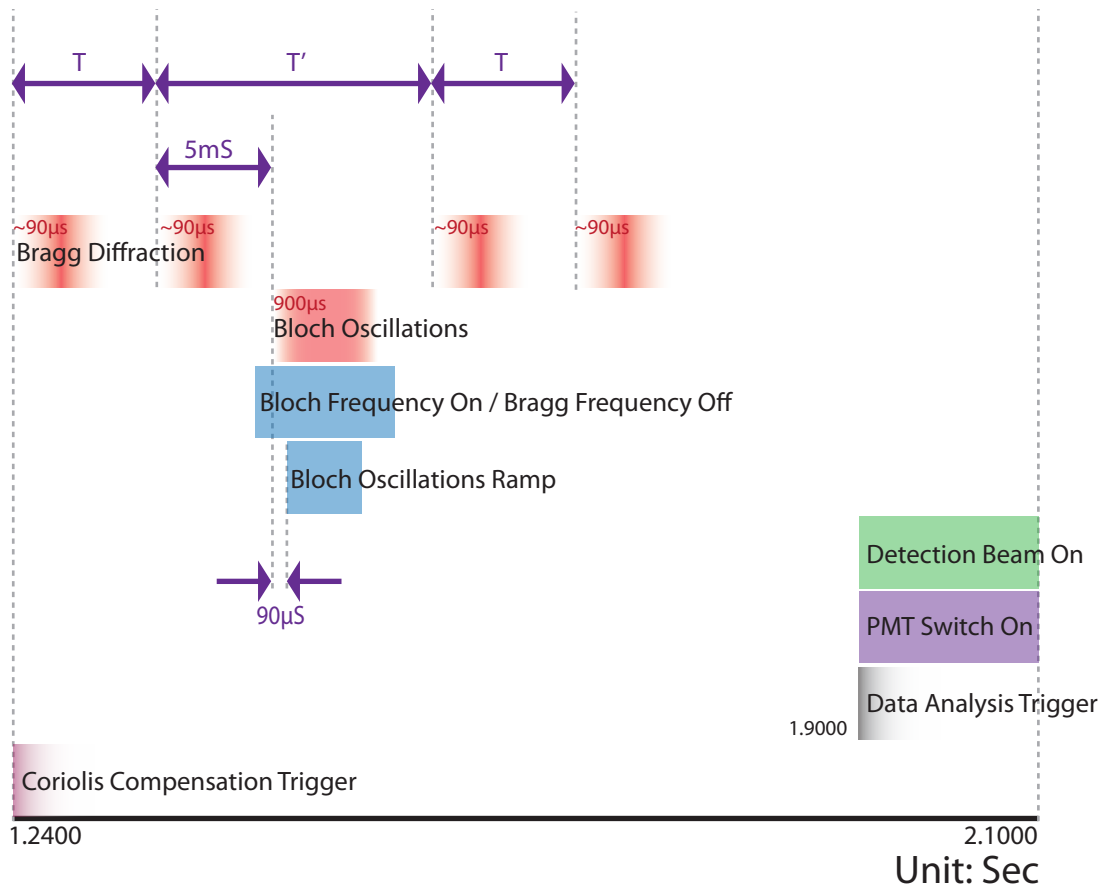 T
T’
T
5mS
~90μs
~90μs
~90μs
~90μs
Bragg Diffraction
900μs
Bloch Oscillations
Bloch Frequency On / Bragg Frequency Off
Bloch Oscillations Ramp
Detection Beam On
90μS
PMT Switch On
Data Analysis Trigger
1.9000
Coriolis Compensation Trigger
1.2400
2.1000
Unit: Sec